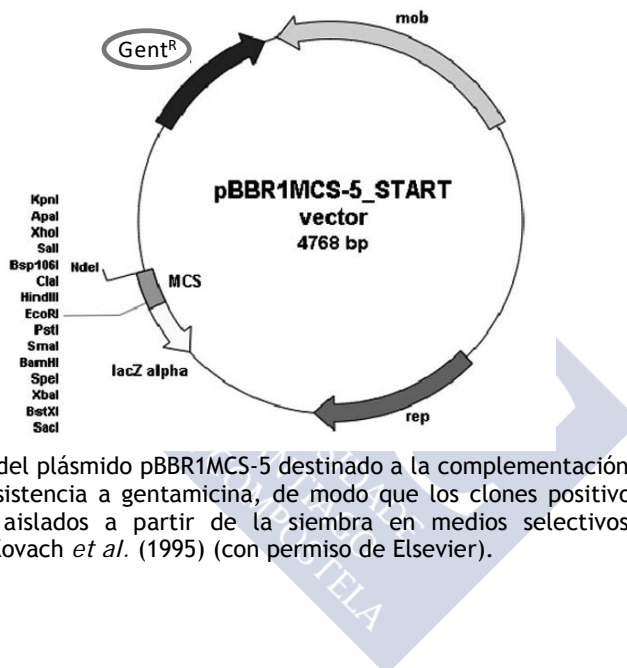 mob
Gent^R
pBBR1MCS-5_START
vector
4768 bp
KpnI
ApaI
XhoI
SalI
Bsp106I
ClaI
HindIII
EcoRI
PstI
SmaI
BamHI
SpeI
XbaI
BstXI
SacI
NdeI
MCS
lacZ alpha
rep
del plásmido pBBR1MCS-5 destinado a la complementación
sistencia a gentamicina, de modo que los clones positivo
aislados a partir de la siembra en medios selectivos
Kovach et al. (1995) (con permiso de Elsevier).
COMPOSTELA